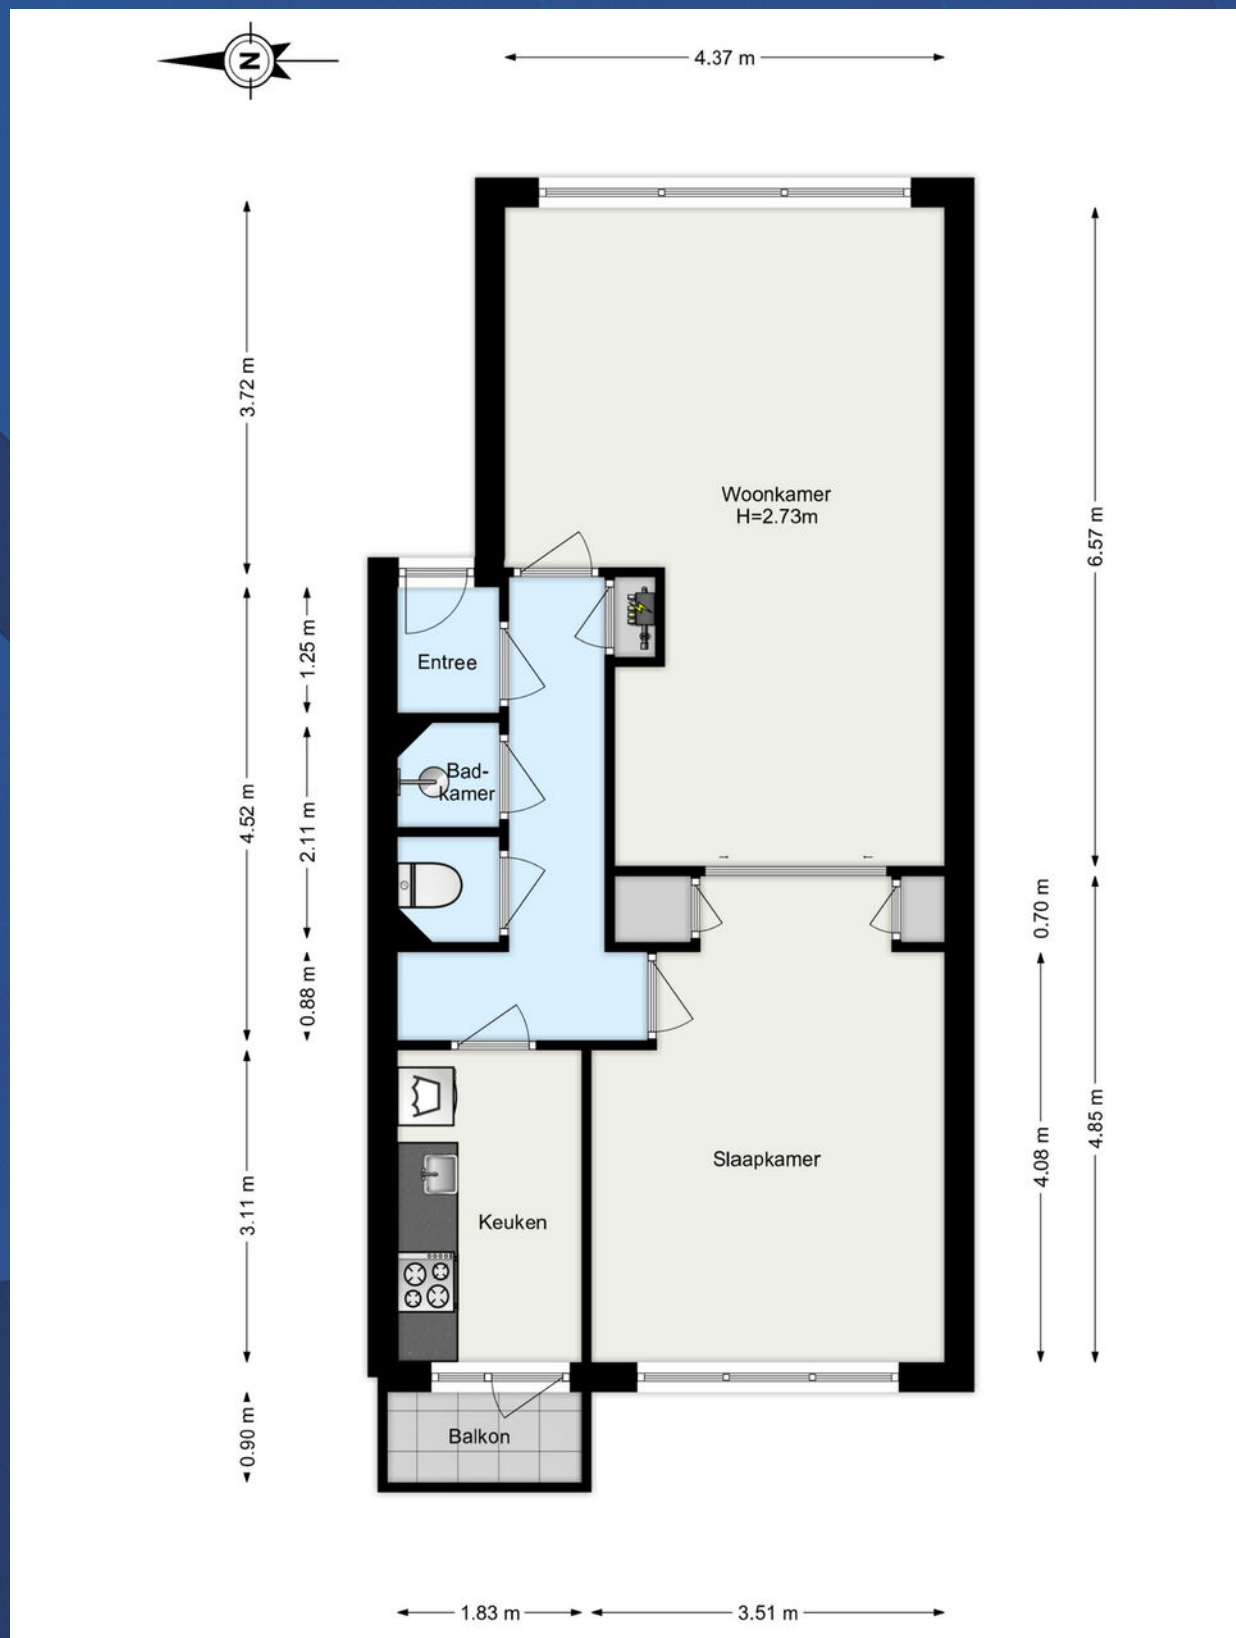 N
4.37 m
3.72 m
Woonkamer
H=2.73m
6.57 m
1.25 m
Entree
4.52 m
2.11 m
Bad-
kamer
0.70 m
0.88 m
4.85 m
4.08 m
Slaapkamer
3.11 m
Keuken
0.90 m
Balkon
1.83 m
3.51 m